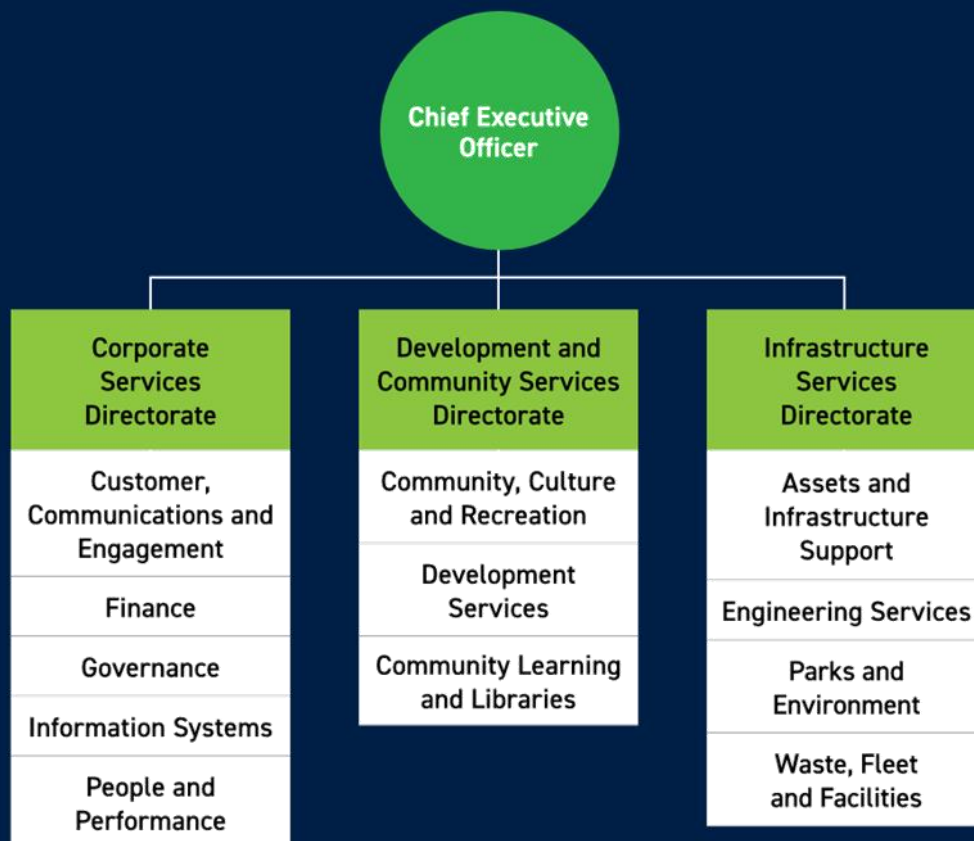 Chief Executive
Officer
Corporate
Services
Directorate
Customer,
Communications and
Engagement
Finance
Governance
Information Systems
People and
Performance
Development and
Community Services
Directorate
Community, Culture
and Recreation
Development
Services
Community Learning
and Libraries
Infrastructure
Services
Directorate
Assets and
Infrastructure
Support
Engineering Services
Parks and
Environment
Waste, Fleet
and Facilities